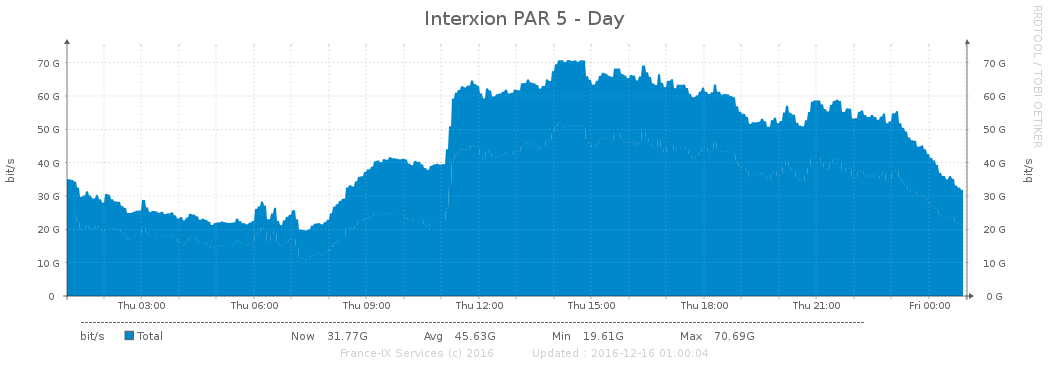 Interxion PAR 5 - Day
RRDTOOL / TOBI OETIKER
bit/s
70 G 70 G
60 G 60 G
50 G 50 G
40 G 40 G
30 G 30 G
20 G 20 G
10 G 10 G
0 0 G
bit/s
Thu 03:00 Thu 06:00 Thu 09:00 Thu 12:00 Thu 15:00 Thu 18:00 Thu 21:00 Fri 00:00
bit/s Total Now 31.77G Avg 45.63G Min 19.61G Max 70.69G
France-IX Services (c) 2016 Updated : 2016-12-16 01:00:04